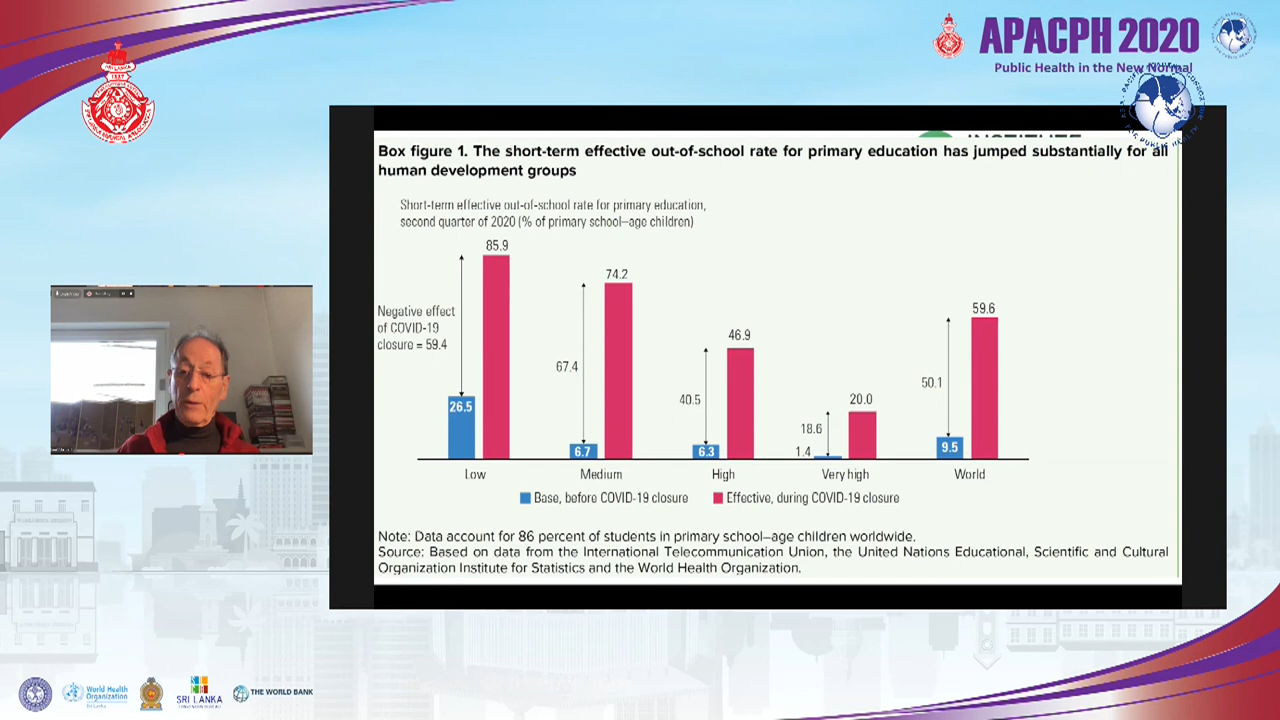 APACPH 2020
Public Health in the New Normal
SRI LANKA
1887
INSTITUTE
Box figure 1. The short-term effective out-of-school rate for primary education has jumped substantially for all
human development groups
Short-term effective out-of-school rate for primary education,
second quarter of 2020 (% of primary school–age children)
85.9
74.2
59.6
46.9
20.0
Negative effect
of COVID-19
closure = 59.4
67.4
40.5
18.6
50.1
26.5
6.7
6.3
1.4
9.5
Low
Medium
High
Very high
World
Base, before COVID-19 closure
Effective, during COVID-19 closure
Note: Data account for 86 percent of students in primary school–age children worldwide.
Source: Based on data from the International Telecommunication Union, the United Nations Educational, Scientific and Cultural
Organization Institute for Statistics and the World Health Organization.
World Health
Organization
Sri Lanka
SRI LANKA
THE WORLD BANK